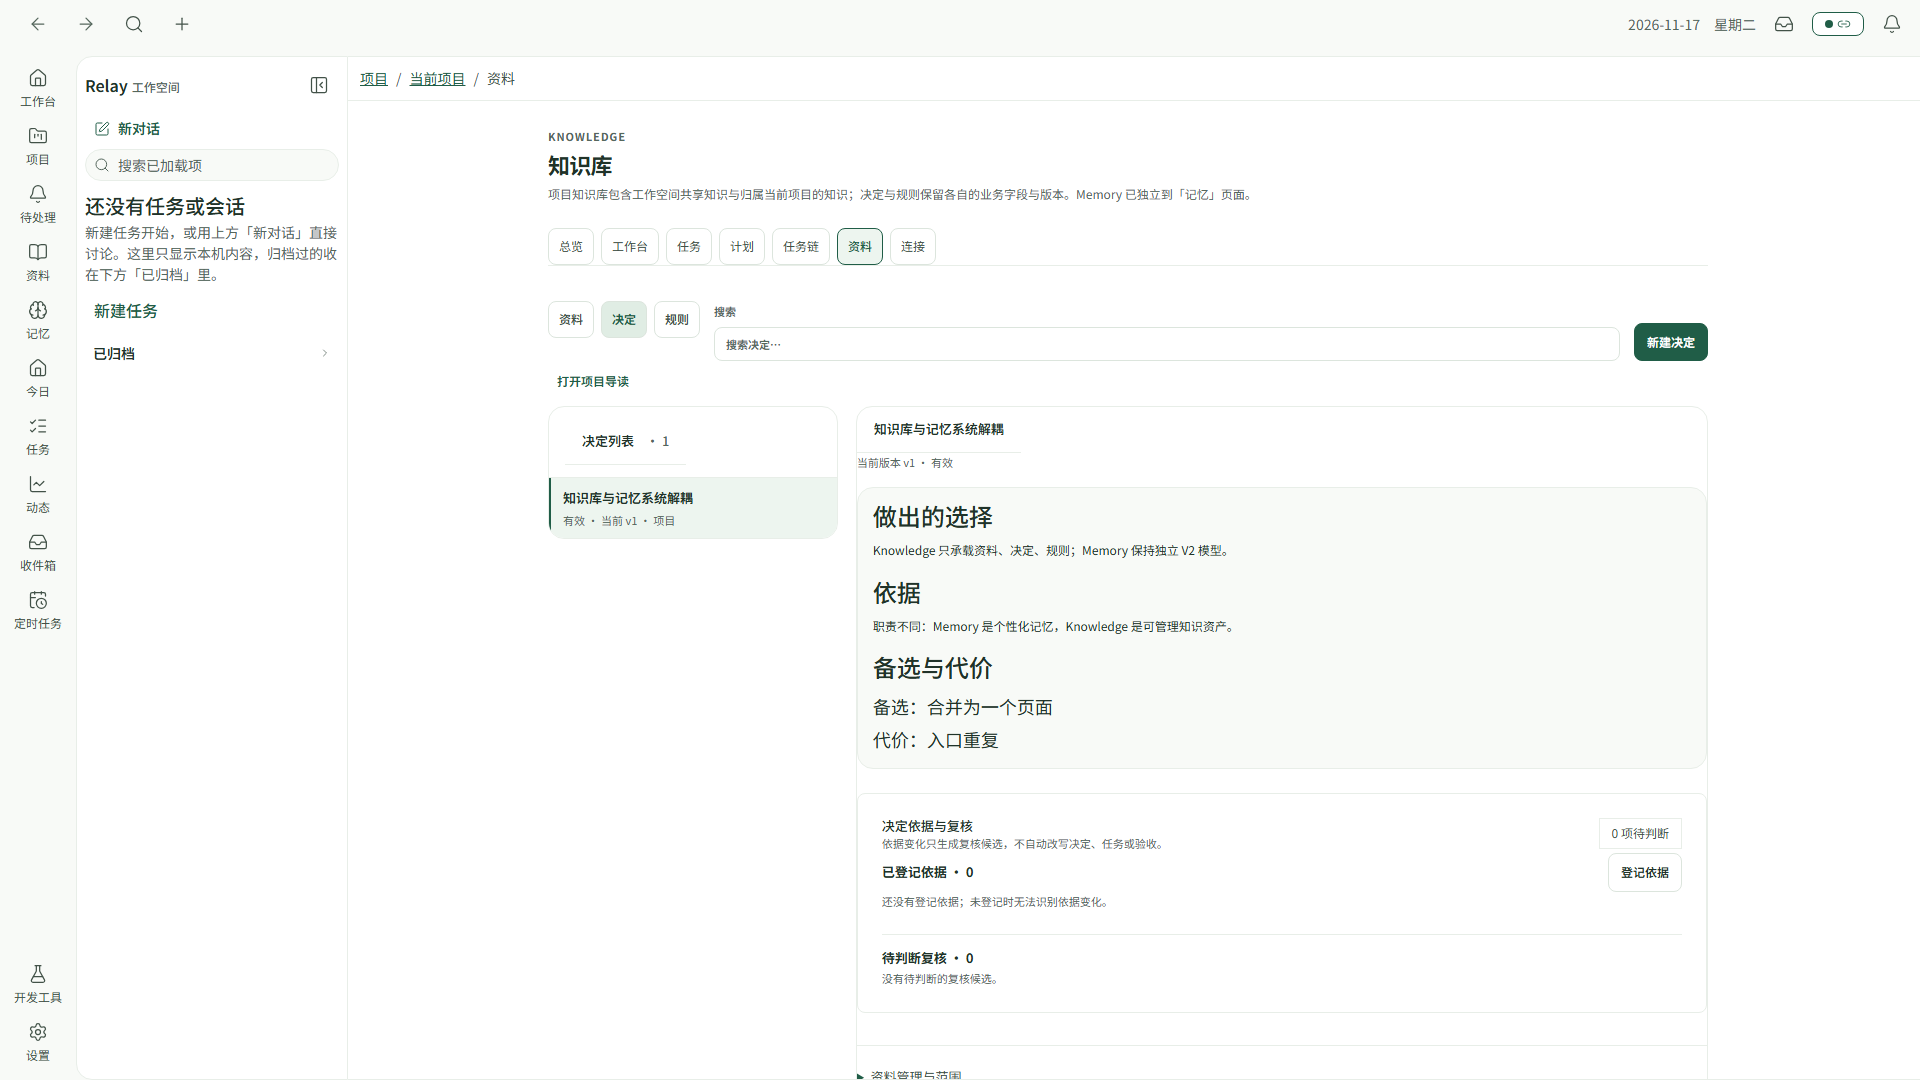 2026-11-17 星期二
工作台
项目
待处理
资料
记忆
今日
任务
动态
收件箱
定时任务
开发工具
设置
Relay 工作空间
新对话
搜索已加载项
还没有任务或会话
新建任务开始，或用上方「新对话」直接
讨论。这里只显示本机内容，归档过的收
在下方「已归档」里。
新建任务
已归档
项目 / 当前项目 / 资料
KNOWLEDGE
知识库
项目知识库包含工作空间共享知识与归属当前项目的知识；决定与规则保留各自的业务字段与版本。Memory 已独立到「记忆」页面。
总览 工作台 任务 计划 任务链 资料 连接
资料 决定 规则
搜索
搜索决定…
新建决定
打开项目导读
决定列表 · 1
知识库与记忆系统解耦
有效 · 当前 v1 · 项目
知识库与记忆系统解耦
当前版本 v1 · 有效
做出的选择
Knowledge 只承载资料、决定、规则；Memory 保持独立 V2 模型。
依据
职责不同：Memory 是个性化记忆，Knowledge 是可管理知识资产。
备选与代价
备选：合并为一个页面
代价：入口重复
决定依据与复核
依据变化只生成复核候选，不自动改写决定、任务或验收。
0 项待判断
已登记依据 · 0
登记依据
还没有登记依据；未登记时无法识别依据变化。
待判断复核 · 0
没有待判断的复核候选。
资料管理与范围